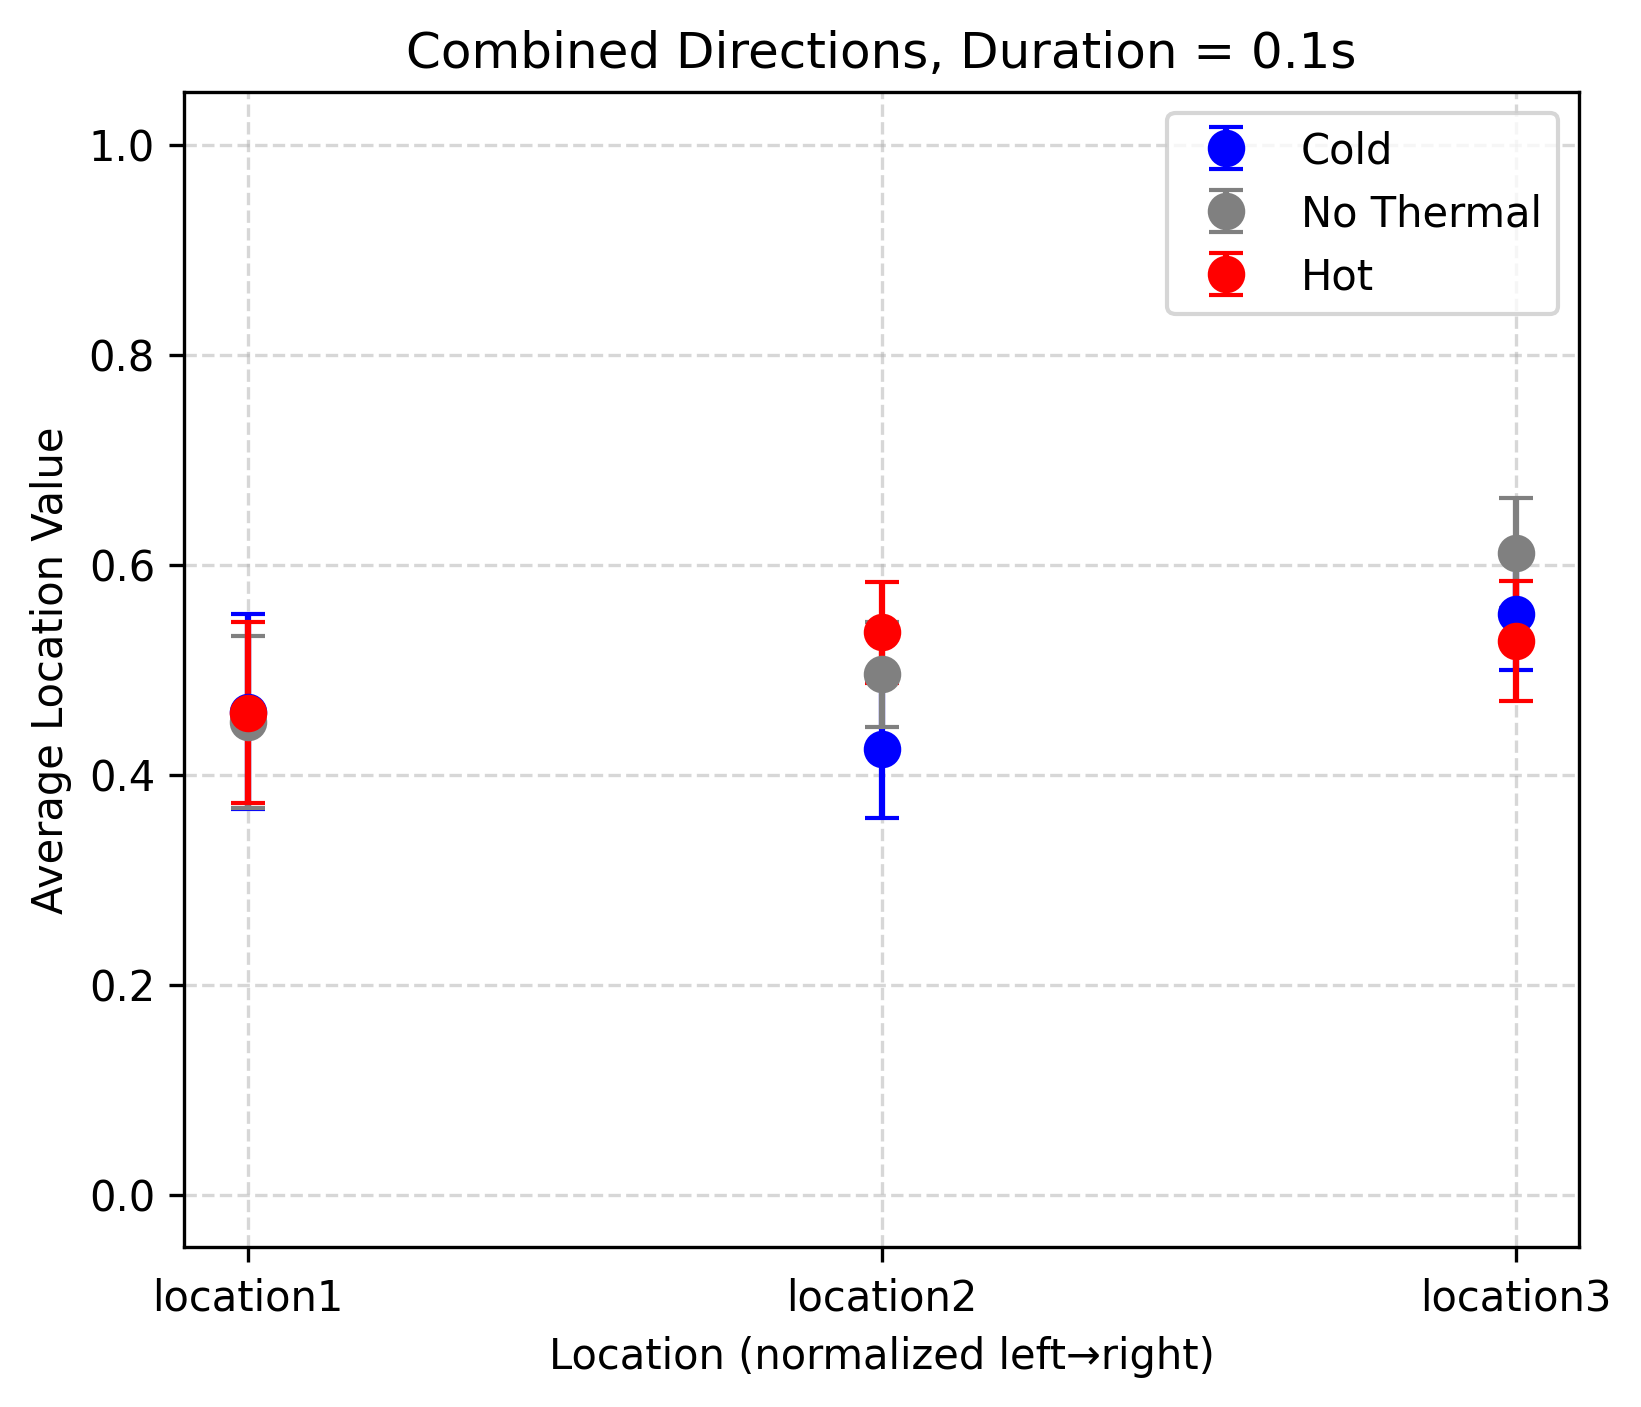 Combined Directions, Duration = 0.1s
Cold
No Thermal
Hot
Average Location Value
1.0
0.8
0.6
0.4
0.2
0.0
location1
location2
location3
Location (normalized left→right)